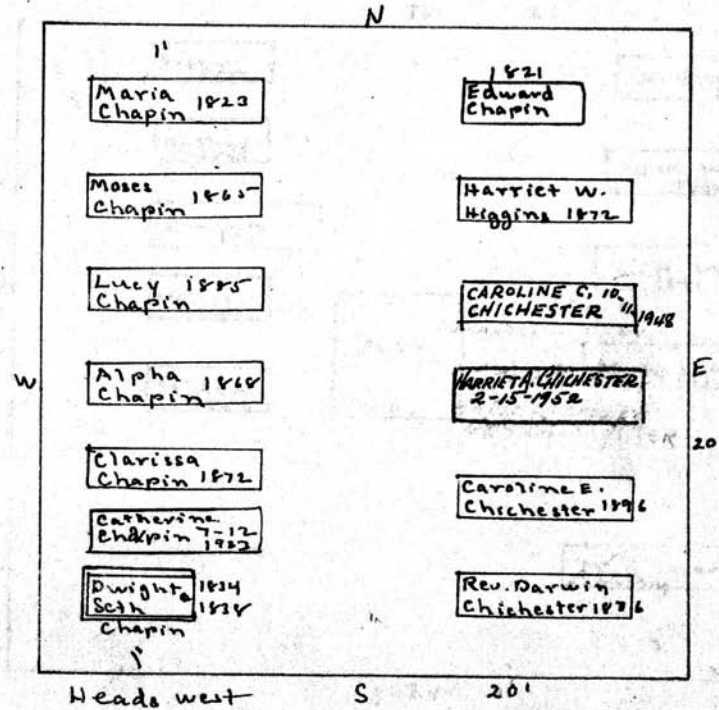 N
1'
Maria
Chapin 1823
1821
Edward
Chapin
Moses
Chapin 1865
Harriet W.
Higgins 1872
Lucy 1885
Chapin
CAROLINE C, 10-11-1948
CHICHESTER
W
Alpha 1868
Chapin
HARRIET A. CHICHESTER
2-15-1952
E
20
Clarissa
Chapin 1872
Caroline E.
Chichester 1896
Catherine
Chapin 7-12
Dwight & 1834
Seth 1838
Chapin
Rev. Darwin
Chichester
1'
Heads west
S
20'